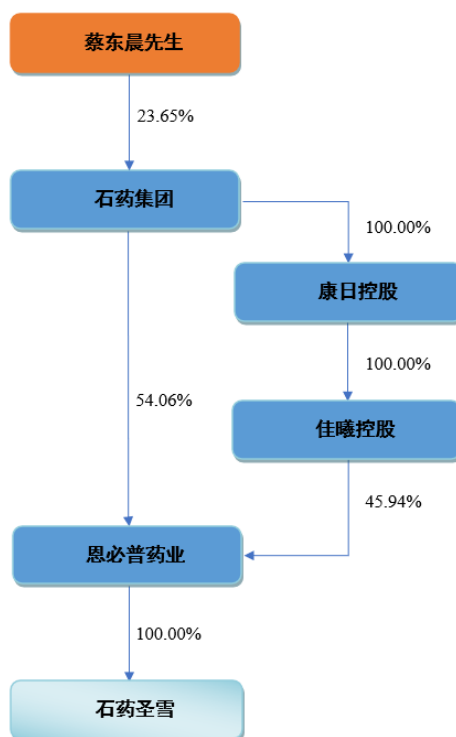 蔡东晨先生
23.65%
石药集团
100.00%
康日控股
100.00%
54.06%
佳曦控股
45.94%
恩必普药业
100.00%
石药圣雪